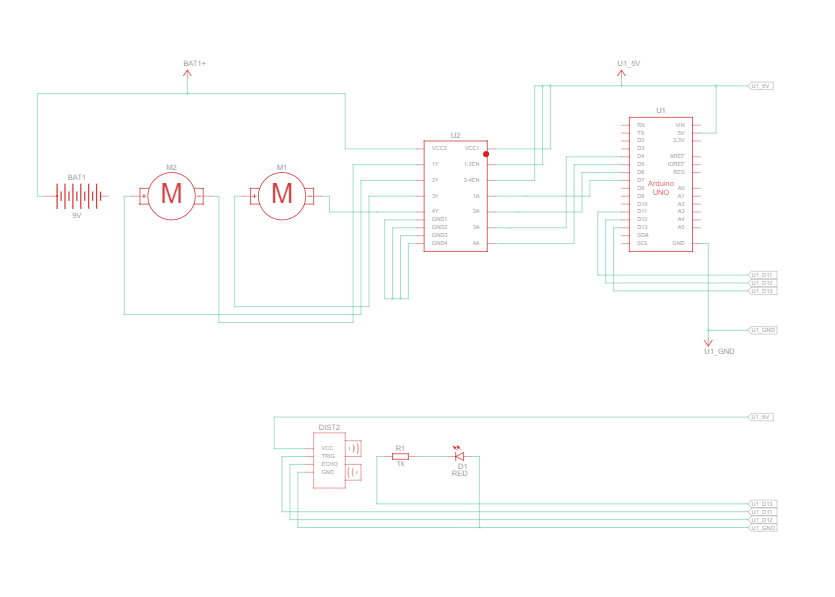 BAT1+
U1_5V
U1_5V
U1
U2
RX
TX
D2
D3
D4
D5
D6
D7
D8
D9
D10
D11
D12
D13
SDA
SCL
VIN
5V
3.3V
AREF
IOREF
RES
A0
A1
A2
A3
A4
A5
GND
Arduino
UNO
VCC2
1Y
2Y
3Y
4Y
GND1
GND2
GND3
GND4
VCC1
1-2EN
3-4EN
1A
2A
3A
4A
BAT1
9V
M2
M
+
-
M1
M
+
-
U1_D11
U1_D12
U1_D13
U1_GND
U1_GND
U1_5V
DIST2
VCC
TRIG
ECHO
GND
R1
1k
D1
RED
U1_D13
U1_D11
U1_D12
U1_GND